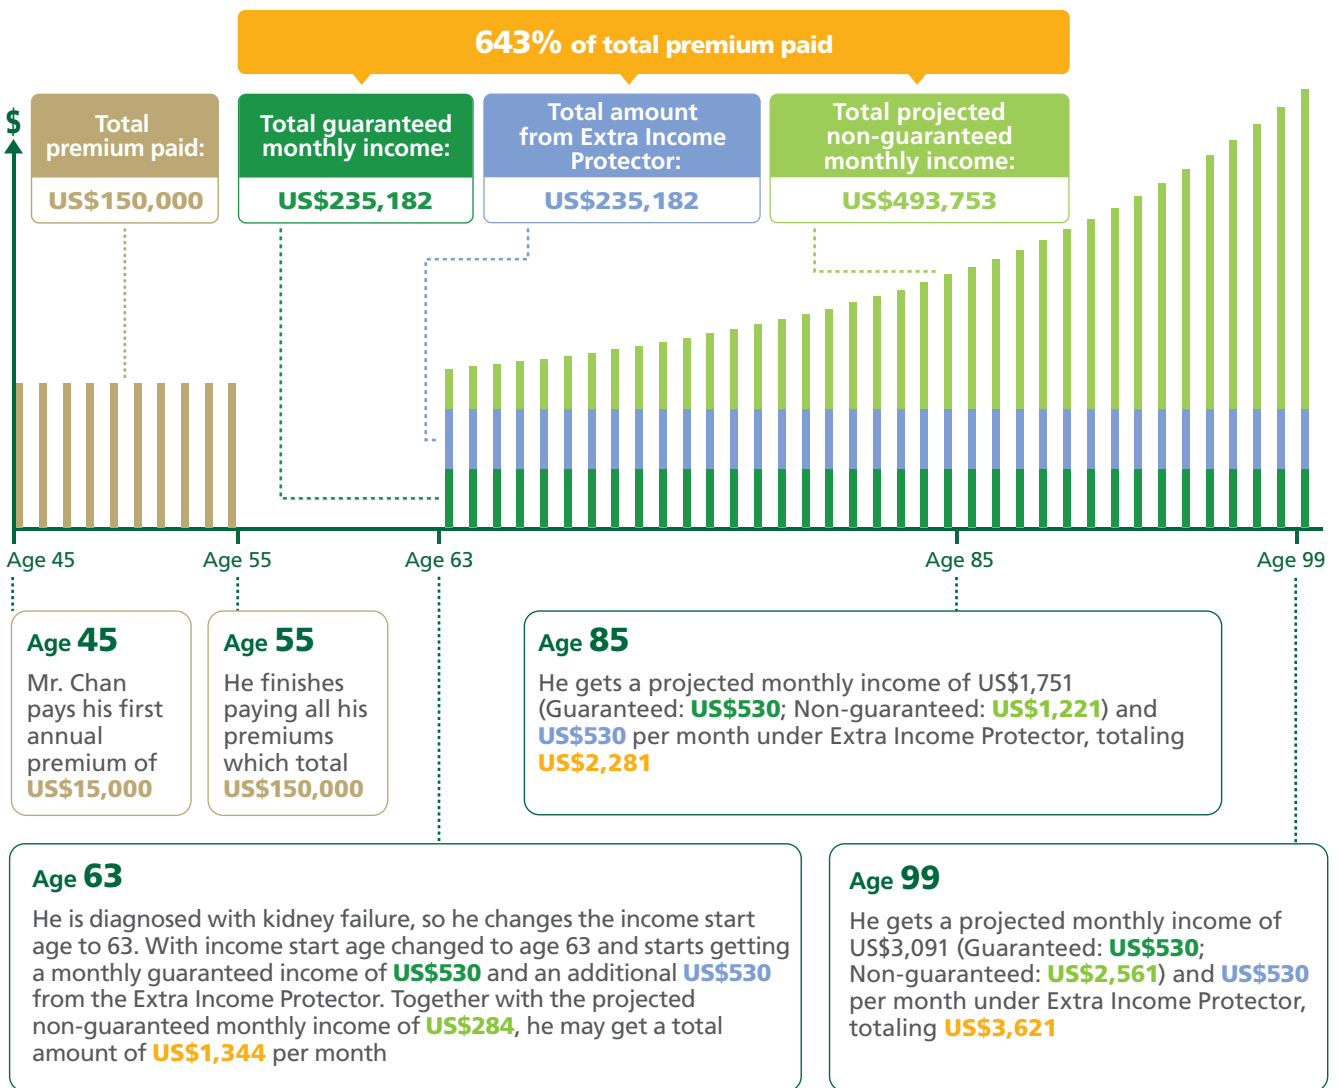 643% of total premium paid
$
Total
premium paid:
US$150,000
Total guaranteed
monthly income:
US$235,182
Total amount
from Extra Income
Protector:
US$235,182
Total projected
non-guaranteed
monthly income:
US$493,753
Age 45
Age 55
Age 63
Age 85
Age 99
Age 45
Mr. Chan
pays his first
annual
premium of
US$15,000
Age 55
He finishes
paying all his
premiums
which total
US$150,000
Age 85
He gets a projected monthly income of US$1,751
(Guaranteed: US$530; Non-guaranteed: US$1,221) and
US$530 per month under Extra Income Protector, totaling
US$2,281
Age 63
He is diagnosed with kidney failure, so he changes the income start
age to 63. With income start age changed to age 63 and starts getting
a monthly guaranteed income of US$530 and an additional US$530
from the Extra Income Protector. Together with the projected
non-guaranteed monthly income of US$284, he may get a total
amount of US$1,344 per month
Age 99
He gets a projected monthly income of
US$3,091 (Guaranteed: US$530;
Non-guaranteed: US$2,561) and US$530
per month under Extra Income Protector,
totaling US$3,621